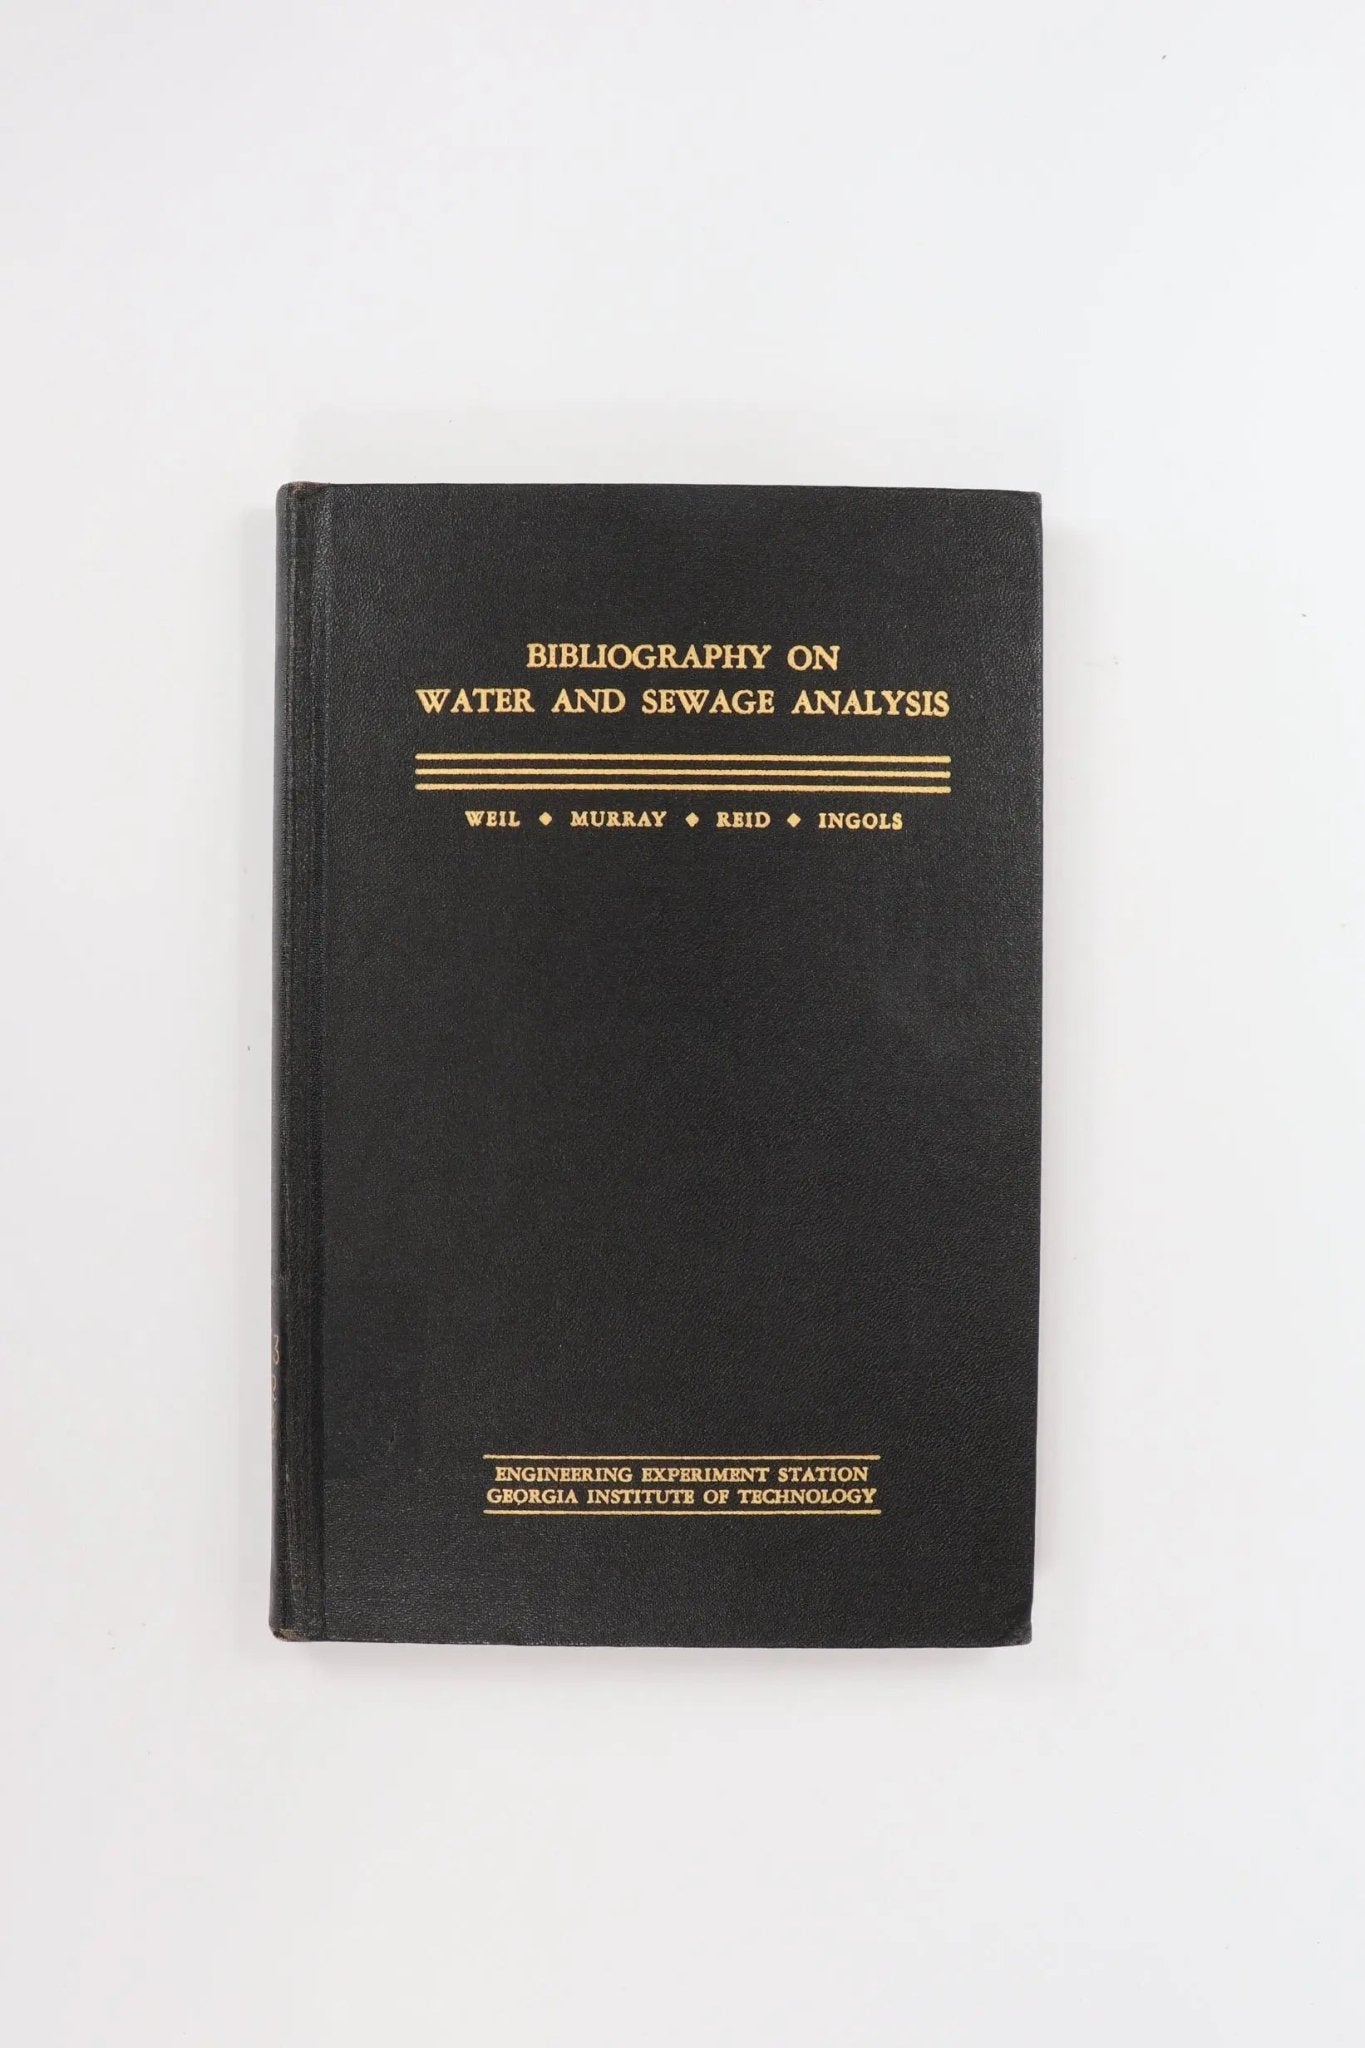 BIBLIOGRAPHY ON
WATER AND SEWAGE ANALYSIS
WEIL ◆ MURRAY ◆ REID ◆ INGOLS
ENGINEERING EXPERIMENT STATION
GEORGIA INSTITUTE OF TECHNOLOGY